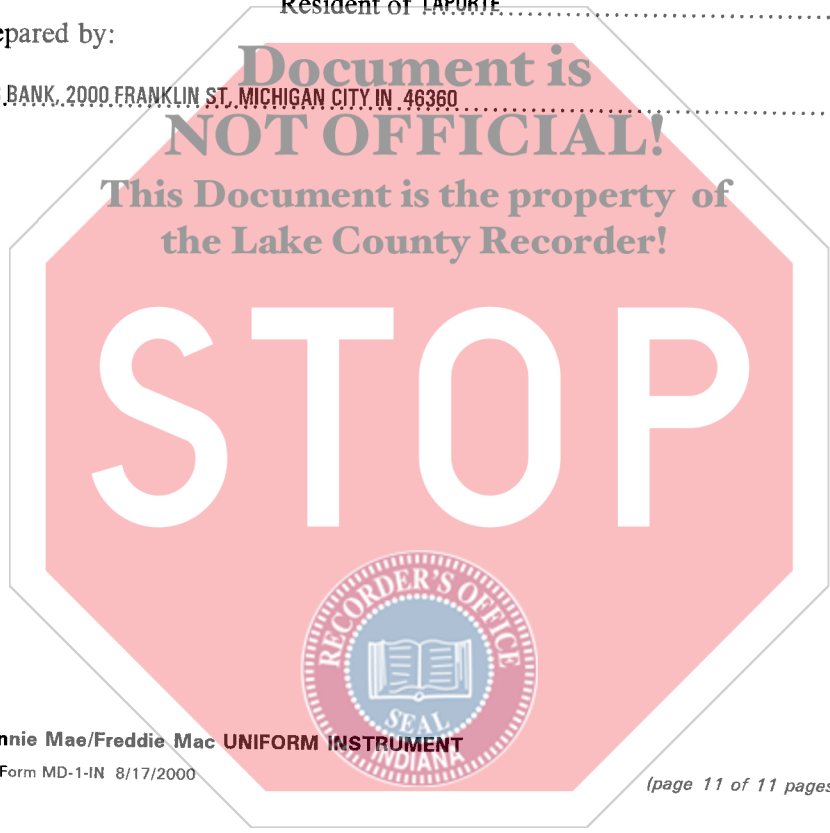 Resident of LAPORTE
epared by:
Document is
BANK, 2000 FRANKLIN ST, MICHIGAN CITY IN 46360
NOT OFFICIAL!
This Document is the property of
the Lake County Recorder!
STOP
RECORDER'S OFFICE
SEAL
INDIANA
nnie Mae/Freddie Mac UNIFORM INSTRUMENT
Form MD-1-IN 8/17/2000
(page 11 of 11 pages